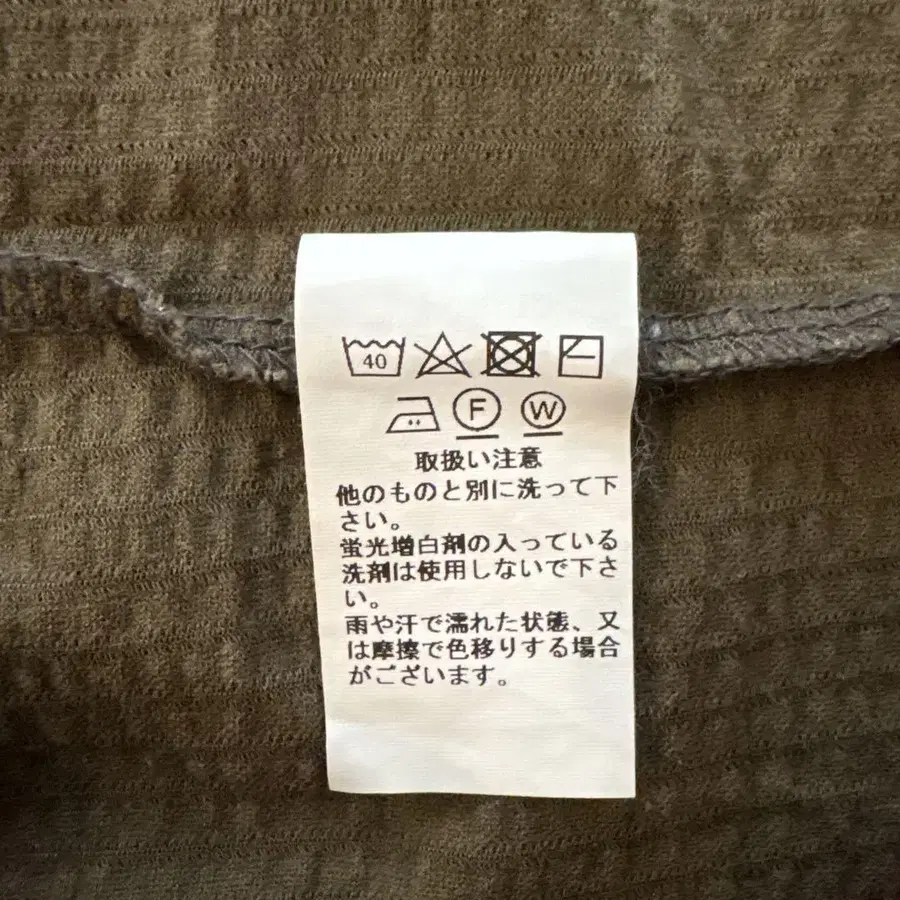 40
F W
取扱い注意
他のものと別に洗って下
さい。
蛍光増白剤の入っている
洗剤は使用しないで下さ
い。
雨や汗で濡れた状態、又
は摩擦で色移りする場合
がございます。